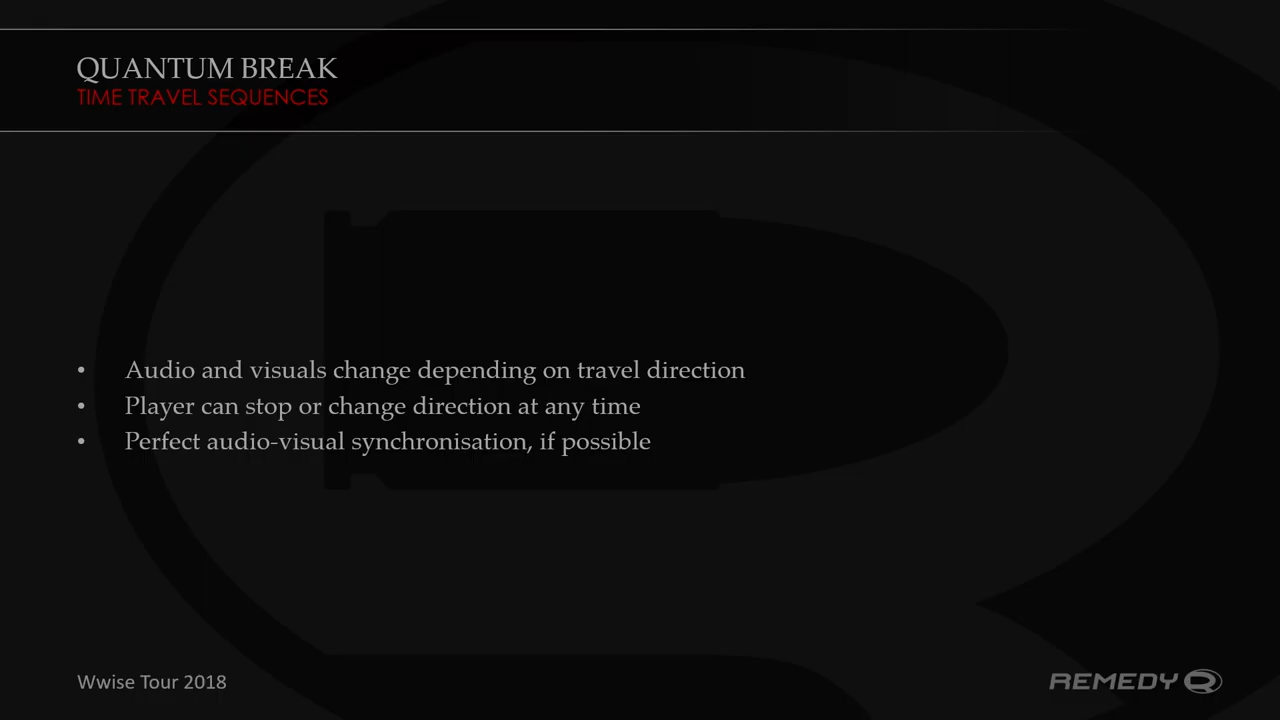 QUANTUM BREAK
TIME TRAVEL SEQUENCES
• Audio and visuals change depending on travel direction
• Player can stop or change direction at any time
• Perfect audio-visual synchronisation, if possible
Wwise Tour 2018
REMEDY